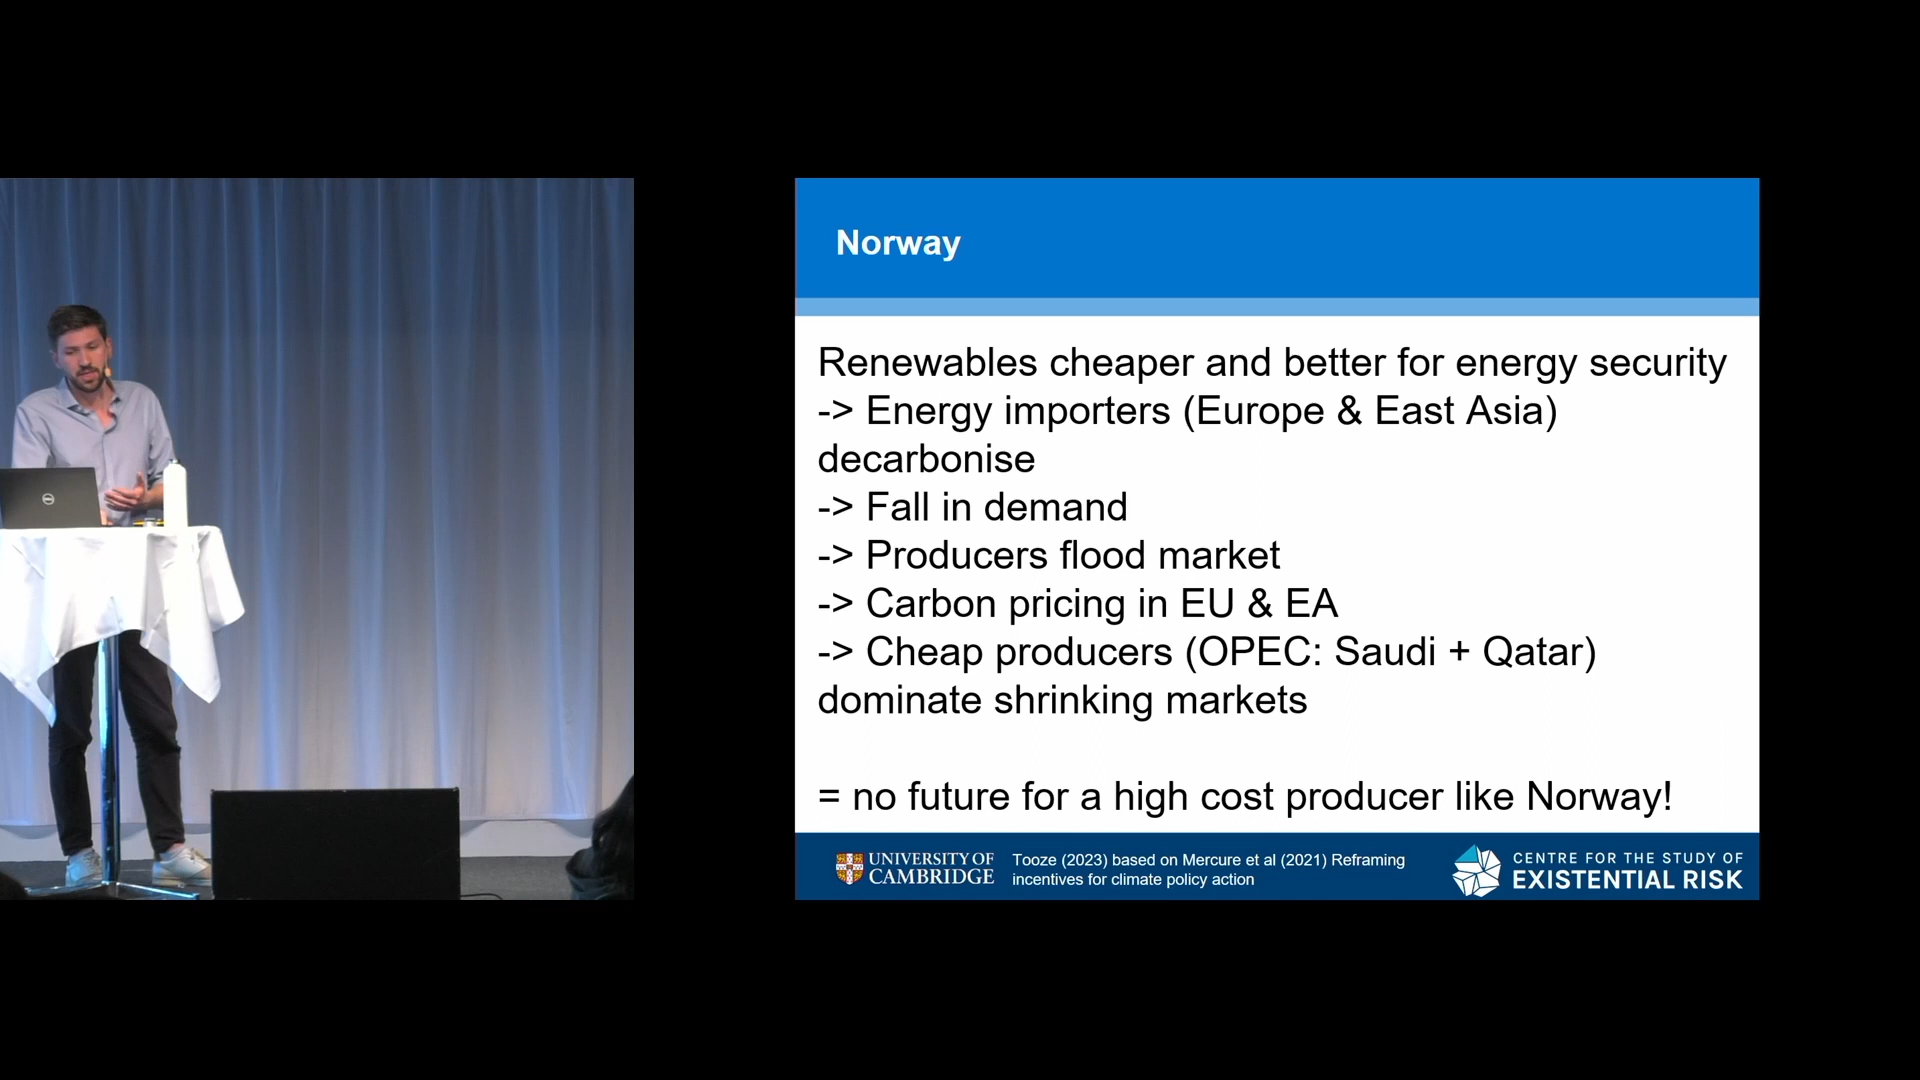 Norway
Renewables cheaper and better for energy security
-> Energy importers (Europe & East Asia)
decarbonise
-> Fall in demand
-> Producers flood market
-> Carbon pricing in EU & EA
-> Cheap producers (OPEC: Saudi + Qatar)
dominate shrinking markets
= no future for a high cost producer like Norway!
UNIVERSITY OF
CAMBRIDGE
Tooze (2023) based on Mercure et al (2021) Reframing
incentives for climate policy action
CENTRE FOR THE STUDY OF
EXISTENTIAL RISK
DELL